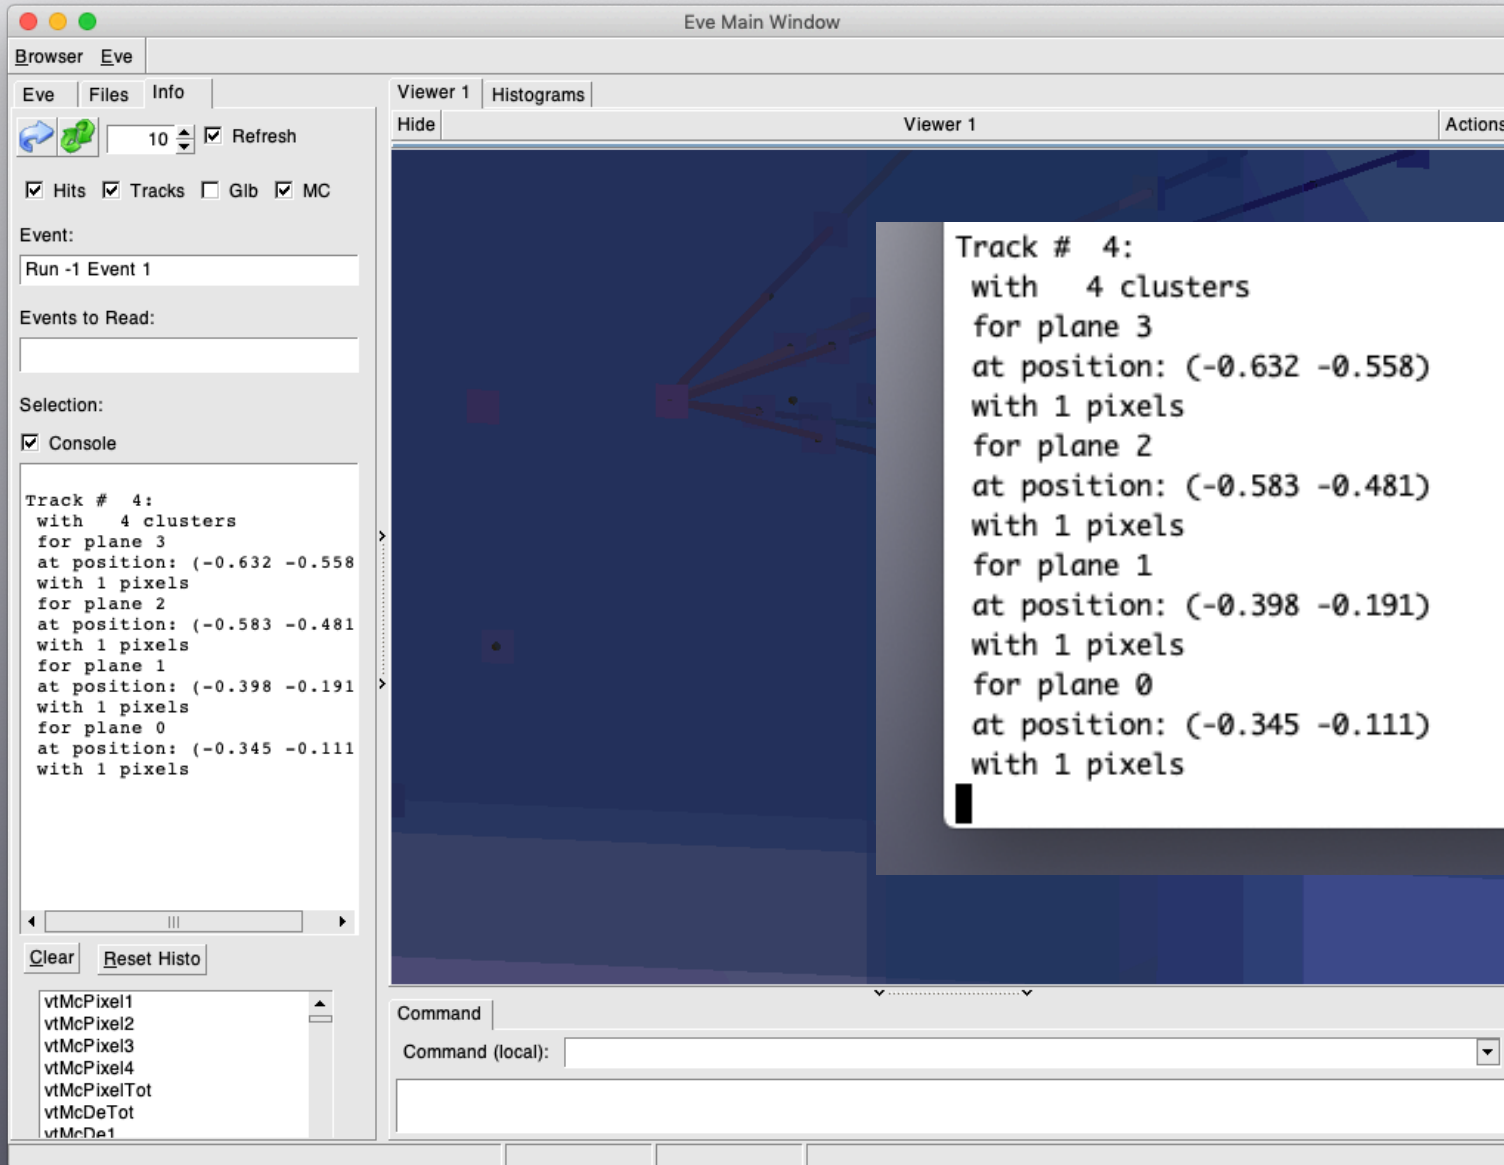 Eve Main Window
Browser Eve
Eve Files Info
10 Refresh
Hits Tracks Glb MC
Event:
Run -1 Event 1
Events to Read:
Selection:
Console
Track #  4:
with   4 clusters
for plane 3
at position: (-0.632 -0.558
with 1 pixels
for plane 2
at position: (-0.583 -0.481
with 1 pixels
for plane 1
at position: (-0.398 -0.191
with 1 pixels
for plane 0
at position: (-0.345 -0.111
with 1 pixels
Clear Reset Histo
vtMcPixel1
vtMcPixel2
vtMcPixel3
vtMcPixel4
vtMcPixelTot
vtMcDeTot
vtMcDe1
Viewer 1 Histograms
Hide Viewer 1 Actions
Track #  4:
with   4 clusters
for plane 3
at position: (-0.632 -0.558)
with 1 pixels
for plane 2
at position: (-0.583 -0.481)
with 1 pixels
for plane 1
at position: (-0.398 -0.191)
with 1 pixels
for plane 0
at position: (-0.345 -0.111)
with 1 pixels
Command
Command (local):